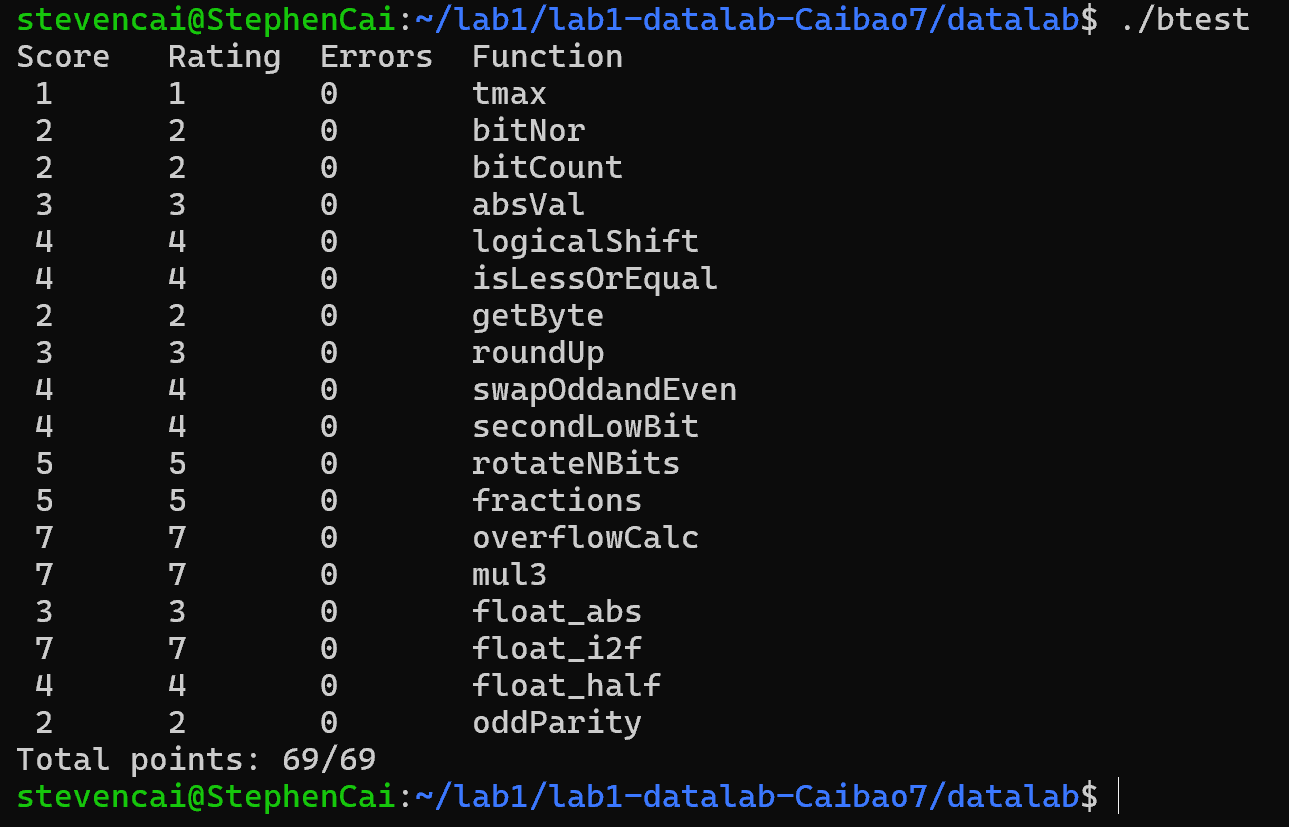 stevencai@StephenCai:~/lab1/lab1-datalab-Caibao7/datalab$ ./btest
Score   Rating  Errors  Function
 1      1       0       tmax
 2      2       0       bitNor
 2      2       0       bitCount
 3      3       0       absVal
 4      4       0       logicalShift
 4      4       0       isLessOrEqual
 2      2       0       getByte
 3      3       0       roundUp
 4      4       0       swapOddandEven
 4      4       0       secondLowBit
 5      5       0       rotateNBits
 5      5       0       fractions
 7      7       0       overflowCalc
 7      7       0       mul3
 3      3       0       float_abs
 7      7       0       float_i2f
 4      4       0       float_half
 2      2       0       oddParity
Total points: 69/69
stevencai@StephenCai:~/lab1/lab1-datalab-Caibao7/datalab$